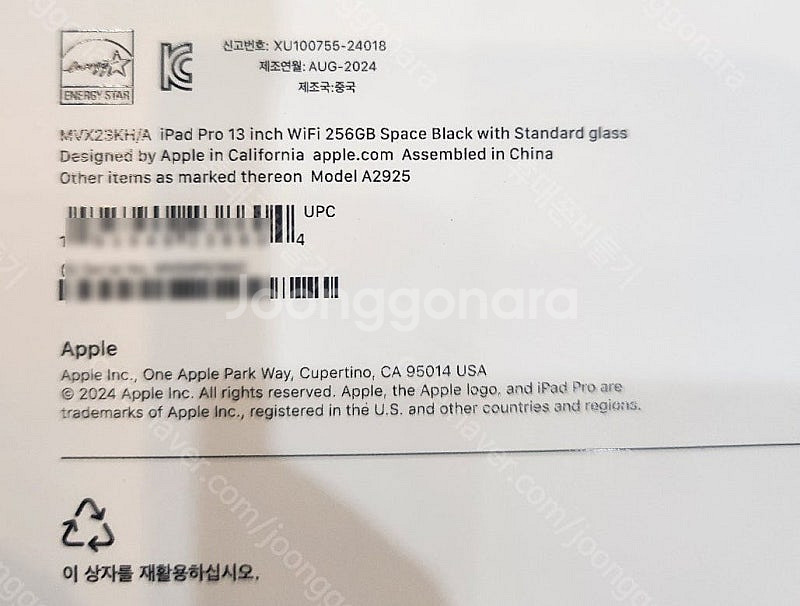 energy
ENERGY STAR
신고번호: XU100755-24018
제조연월: AUG-2024
제조국:중국
MVX23KH/A iPad Pro 13 inch WiFi 256GB Space Black with Standard glass
Designed by Apple in California apple.com Assembled in China
Other items as marked thereon Model A2925
UPC
1
4
Joonggonara
Apple
Apple Inc., One Apple Park Way, Cupertino, CA 95014 USA
© 2024 Apple Inc. All rights reserved. Apple, the Apple logo, and iPad Pro are
trademarks of Apple Inc., registered in the U.S. and other countries and regions.
이 상자를 재활용하십시오.